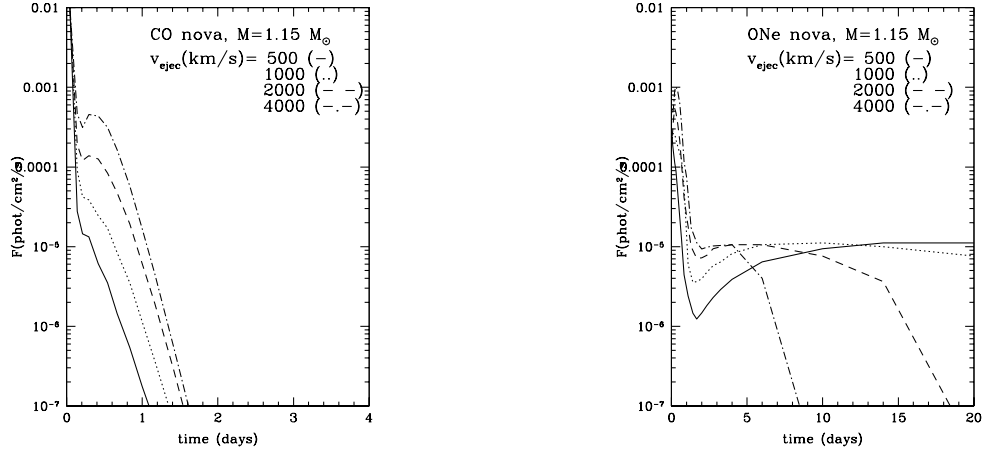 CO nova, M=1.15 M⊙
v_ejec(km/s)= 500 (—)
1000 (..)
2000 (— —)
4000 (—.—)
0.01
0.001
0.0001
10⁻⁵
10⁻⁶
10⁻⁷
F(phot/cm²/s)
0 1 2 3 4
time (days)
ONe nova, M=1.15 M⊙
v_ejec(km/s)= 500 (—)
1000 (..)
2000 (— —)
4000 (—.—)
0.01
0.001
0.0001
10⁻⁵
10⁻⁶
10⁻⁷
F(phot/cm²/s)
0 5 10 15 20
time (days)